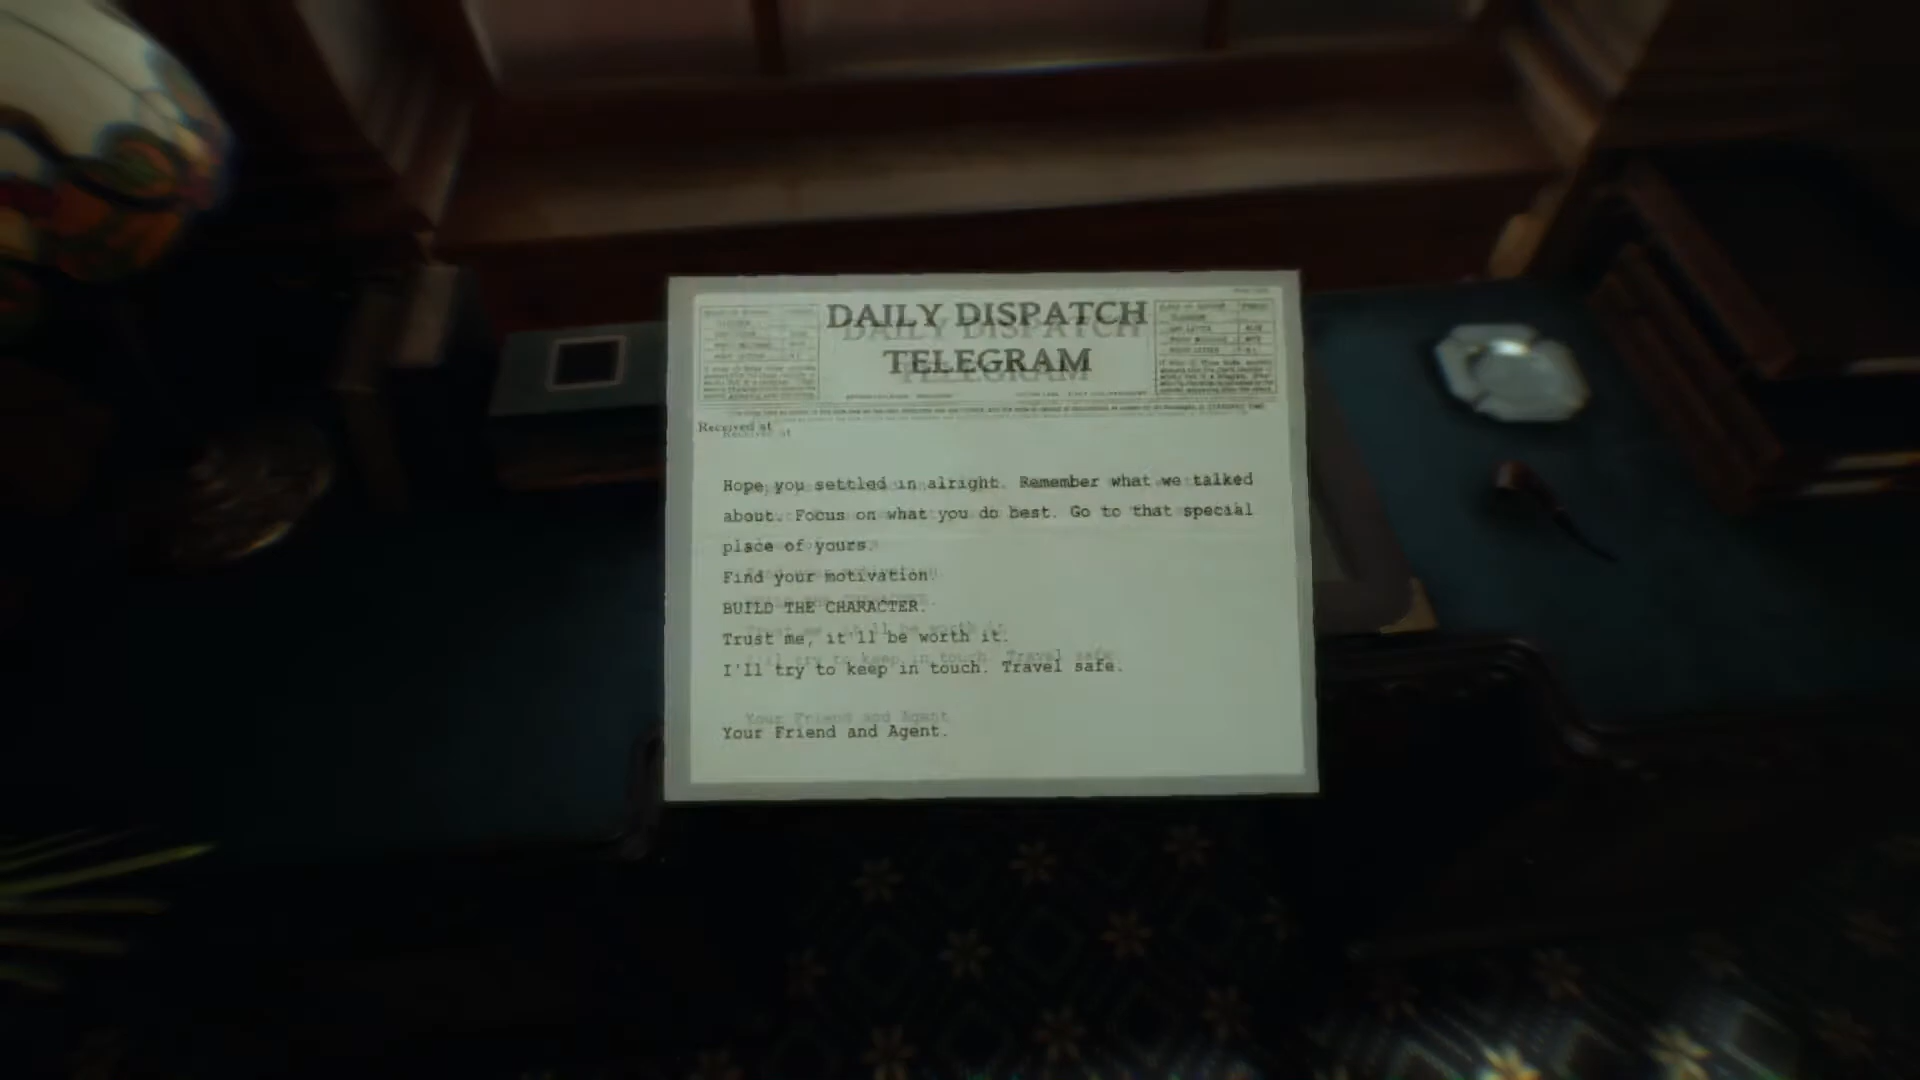 DAILY DISPATCH
TELEGRAM
Received at
Hope you settled in alright. Remember what we talked
about. Focus on what you do best. Go to that special
place of yours.
Find your motivation.
BUILD THE CHARACTER.
Trust me, it'll be worth it.
I'll try to keep in touch. Travel safe.
Your Friend and Agent.